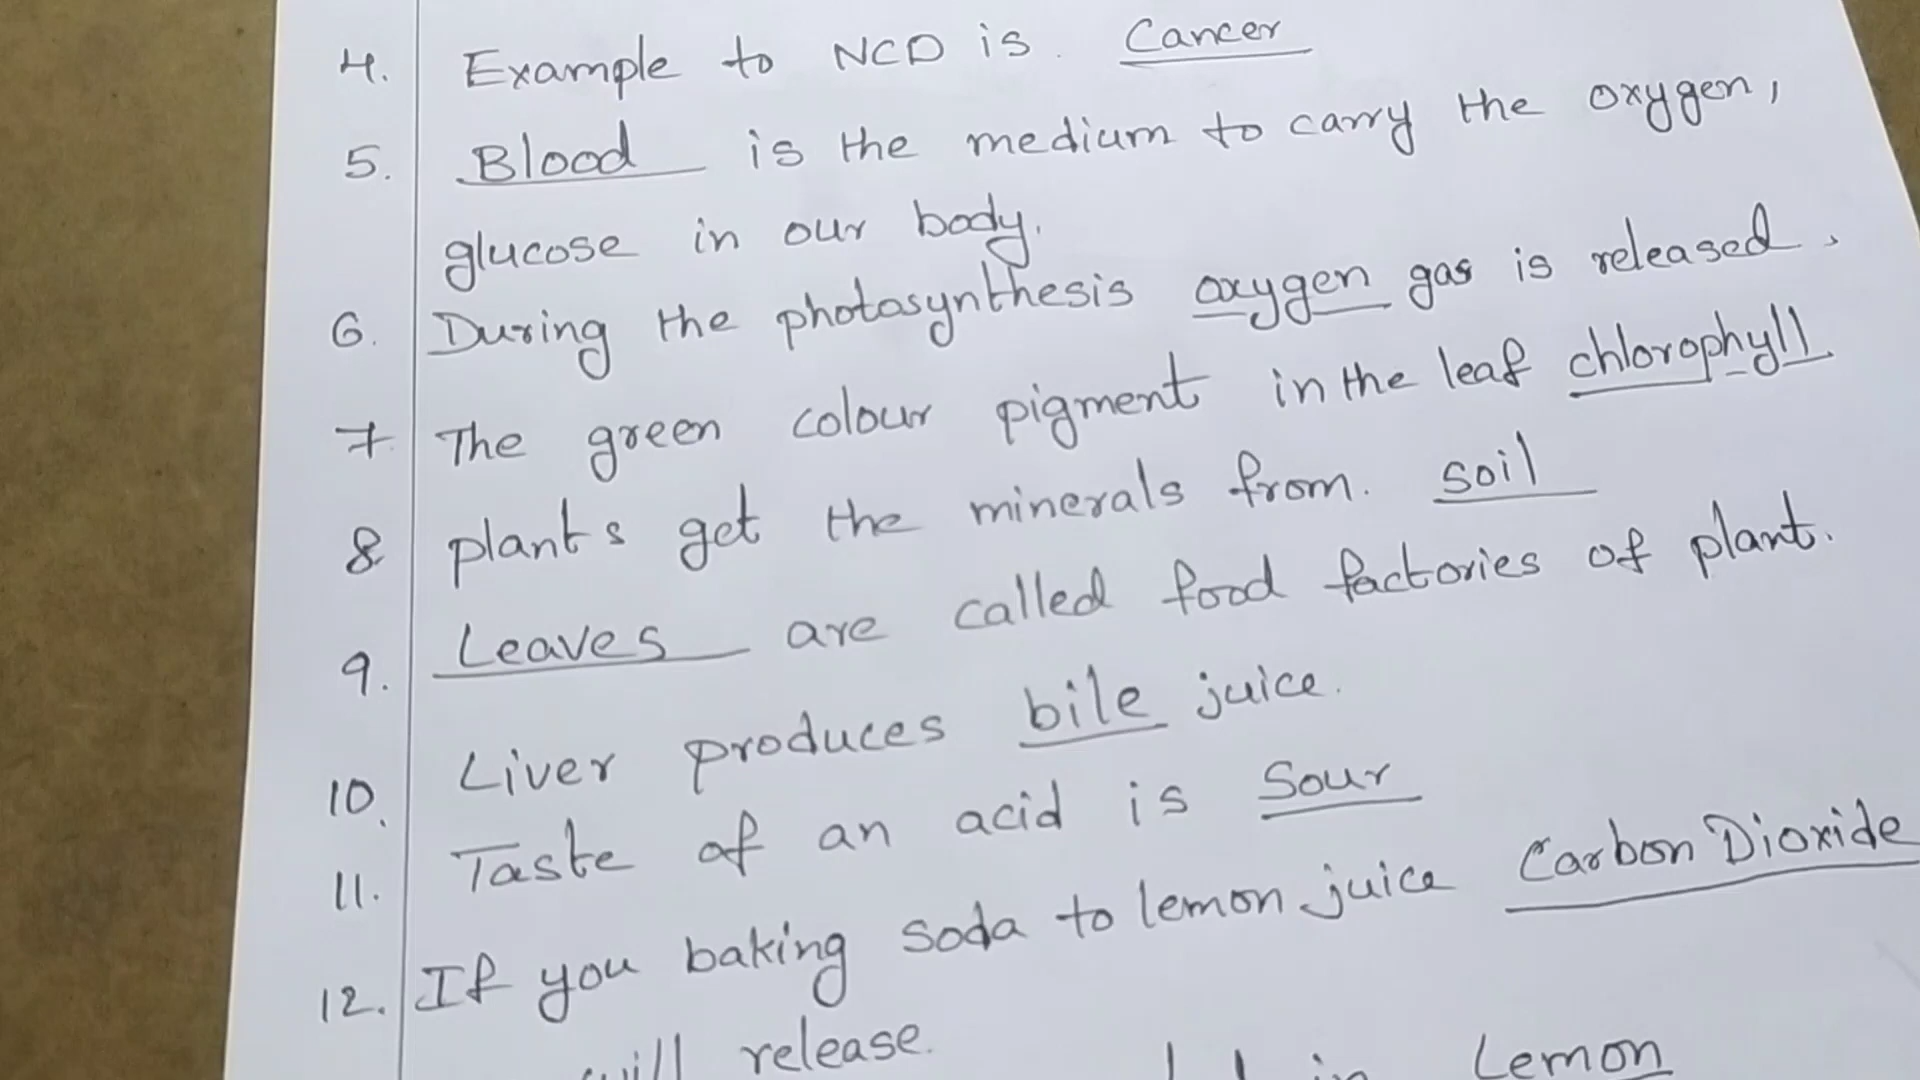 4. Example to NCD is. Cancer
5. Blood is the medium to carry the oxygen,
glucose in our body.
6. During the photosynthesis oxygen gas is released.
7. The green colour pigment in the leaf chlorophyll
8 plants get the minerals from. soil
9. Leaves are called food factories of plant.
10. Liver produces bile juice.
11. Taste of an acid is Sour
12. If you baking soda to lemon juice Carbon Dioxide
will release.
in Lemon